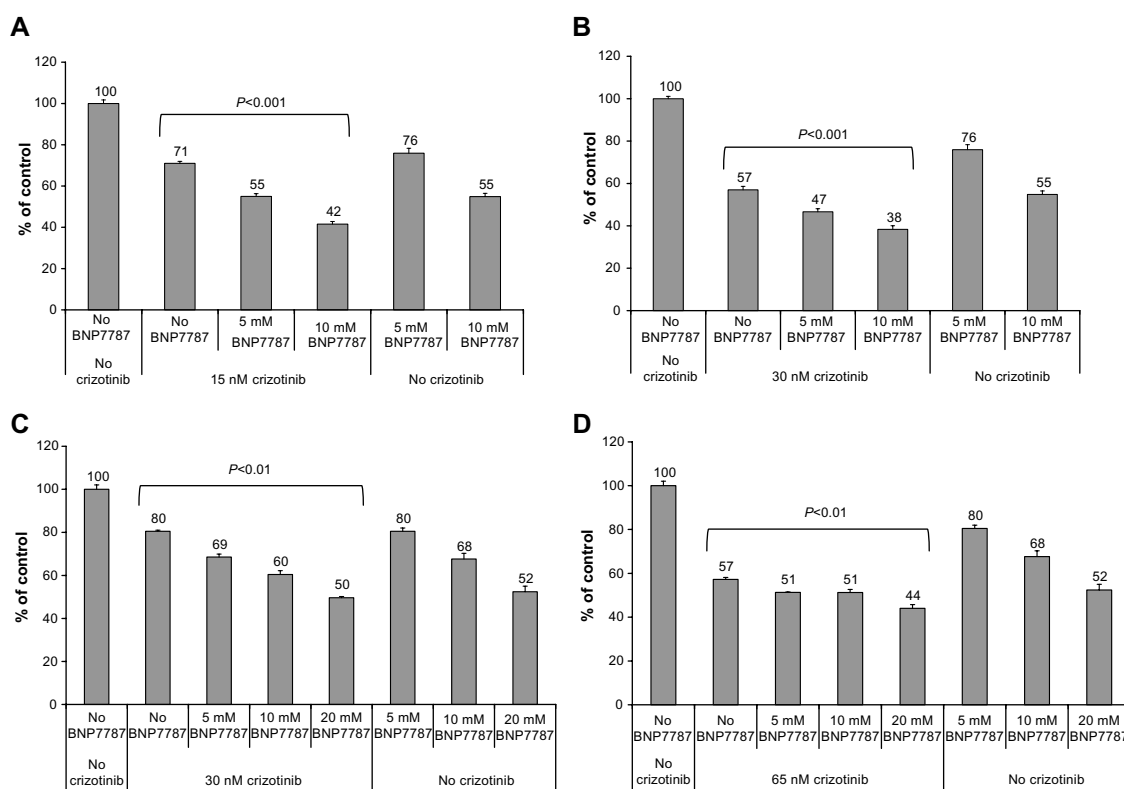 A
% of control
120
100
80
60
40
20
0
100
71
55
42
76
55
P<0.001
No BNP7787
No BNP7787
5 mM BNP7787
10 mM BNP7787
5 mM BNP7787
10 mM BNP7787
No crizotinib
15 nM crizotinib
No crizotinib
B
% of control
120
100
80
60
40
20
0
100
57
47
38
76
55
P<0.001
No BNP7787
No BNP7787
5 mM BNP7787
10 mM BNP7787
5 mM BNP7787
10 mM BNP7787
No crizotinib
30 nM crizotinib
No crizotinib
C
% of control
120
100
80
60
40
20
0
100
80
69
60
50
80
68
52
P<0.01
No BNP7787
No BNP7787
5 mM BNP7787
10 mM BNP7787
20 mM BNP7787
5 mM BNP7787
10 mM BNP7787
20 mM BNP7787
No crizotinib
30 nM crizotinib
No crizotinib
D
% of control
120
100
80
60
40
20
0
100
57
51
51
44
80
68
52
P<0.01
No BNP7787
No BNP7787
5 mM BNP7787
10 mM BNP7787
20 mM BNP7787
5 mM BNP7787
10 mM BNP7787
20 mM BNP7787
No crizotinib
65 nM crizotinib
No crizotinib